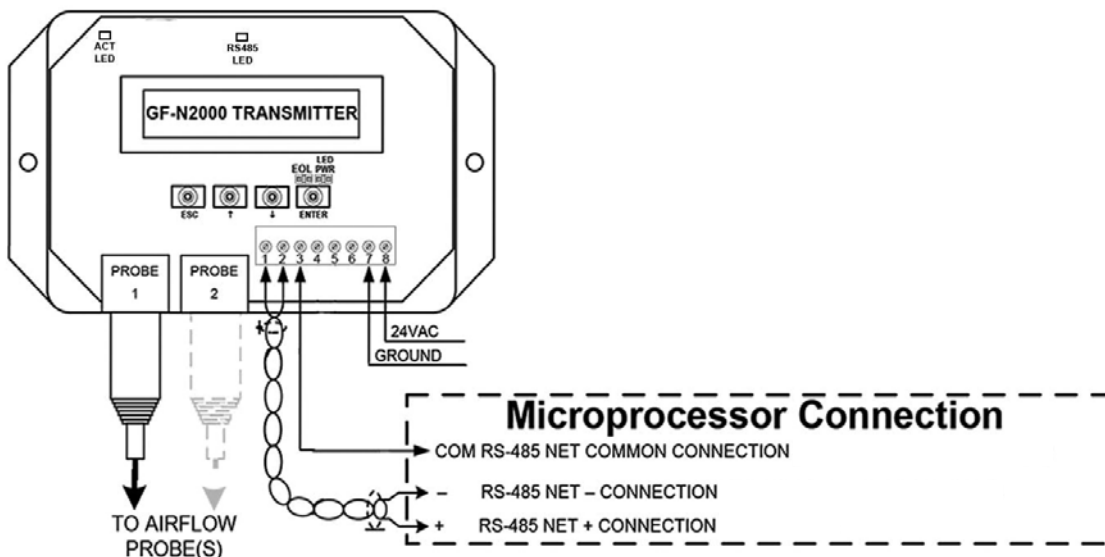 ACT
LED
RS485
LED
GF-N2000 TRANSMITTER
LED
EOL PWR
ESC ↑ ↓ ENTER
1 2 3 4 5 6 7 8
PROBE
1
PROBE
2
24VAC
GROUND
Microprocessor Connection
COM RS-485 NET COMMON CONNECTION
– RS-485 NET – CONNECTION
+ RS-485 NET + CONNECTION
TO AIRFLOW
PROBE(S)